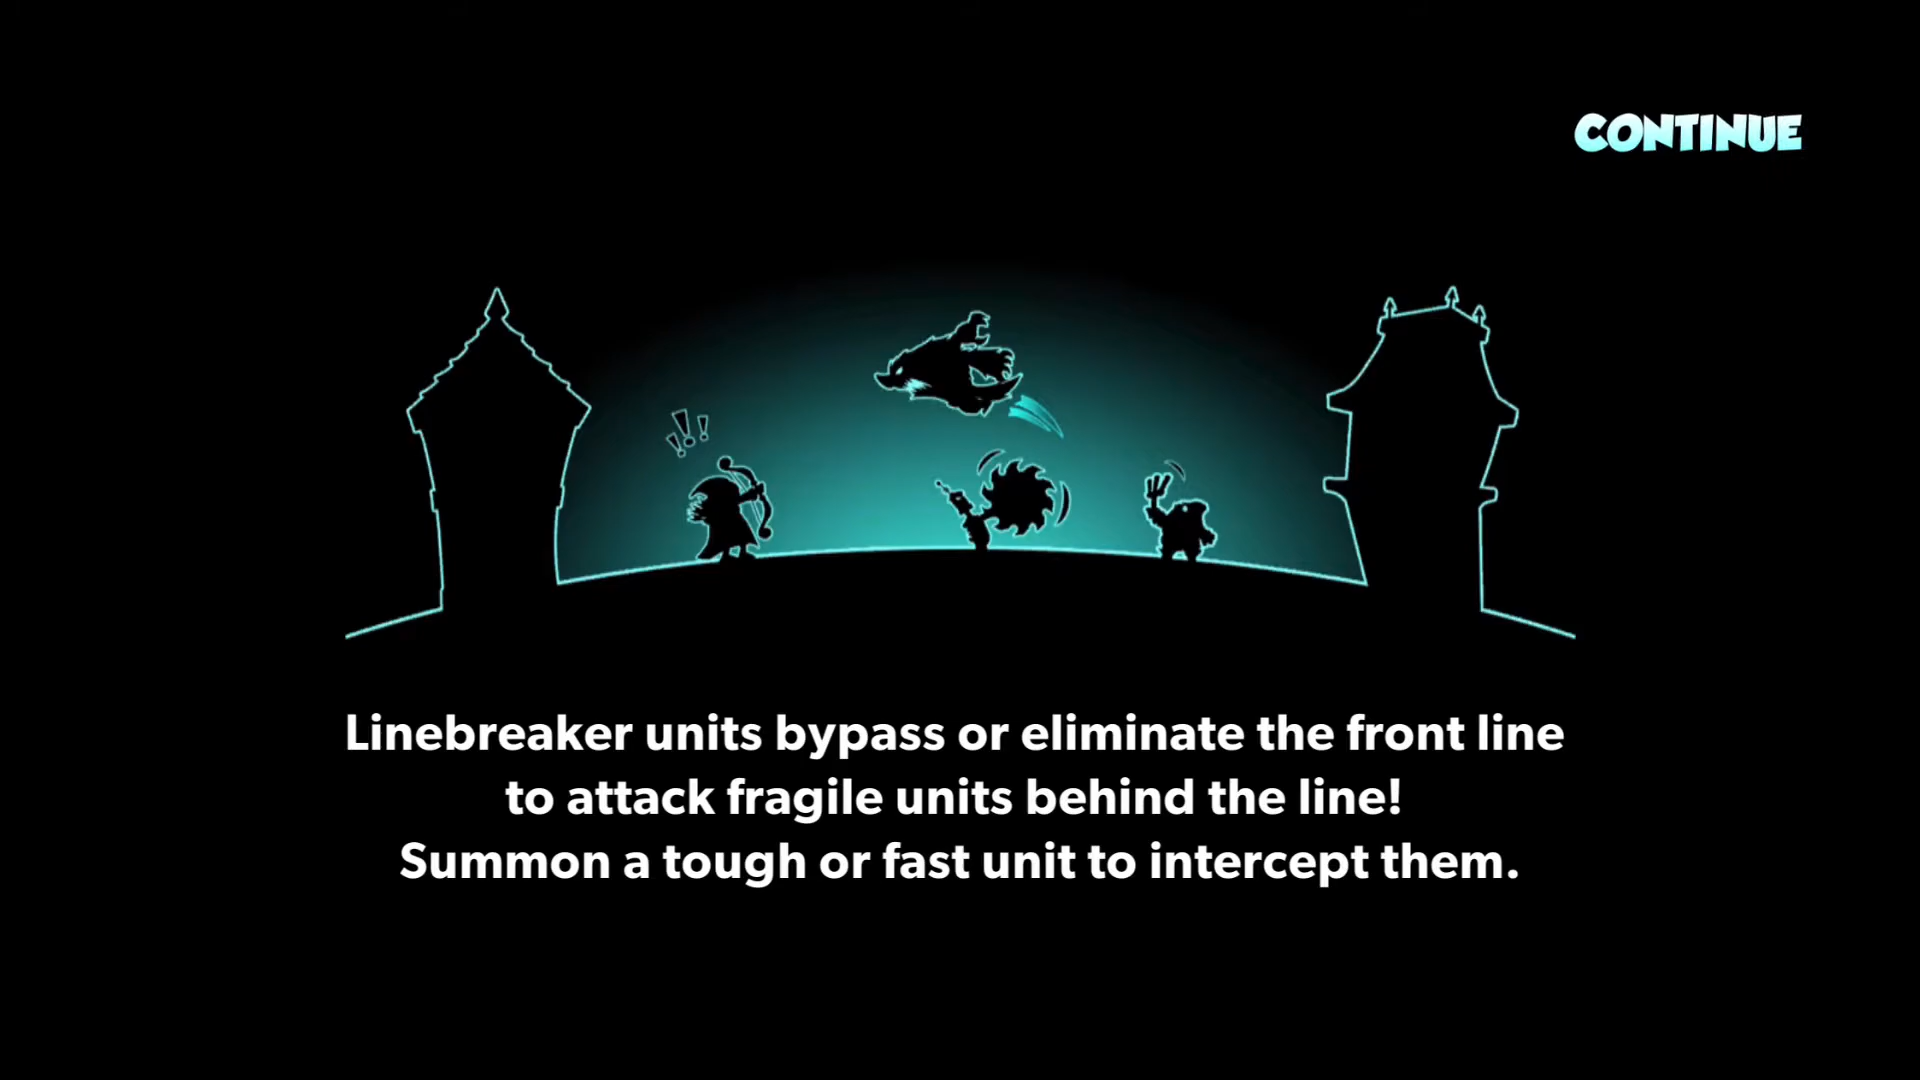 CONTINUE
!!!
Linebreaker units bypass or eliminate the front line
to attack fragile units behind the line!
Summon a tough or fast unit to intercept them.